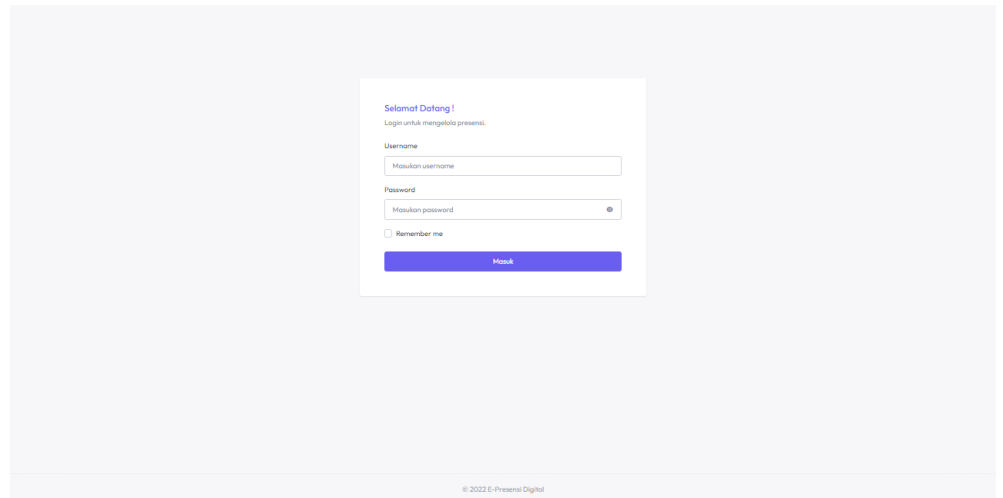 Selamat Datang !
Login untuk mengelola presensi.
Username
Masukan username
Password
Masukan password
Remember me
Masuk
© 2022 E-Presensi Digital